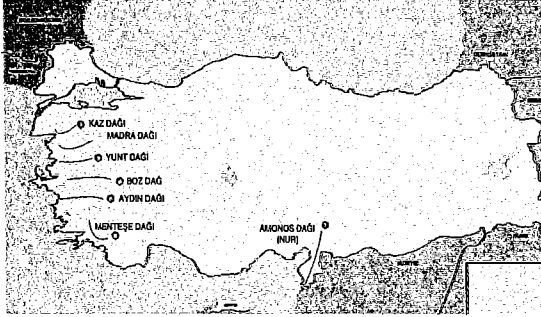 KAZ DAĞI
MADRA DAĞI
YUNT DAĞI
BOZ DAĞ
AYDIN DAĞI
MENTEŞE DAĞI
AMONOS DAĞI
(NUR)